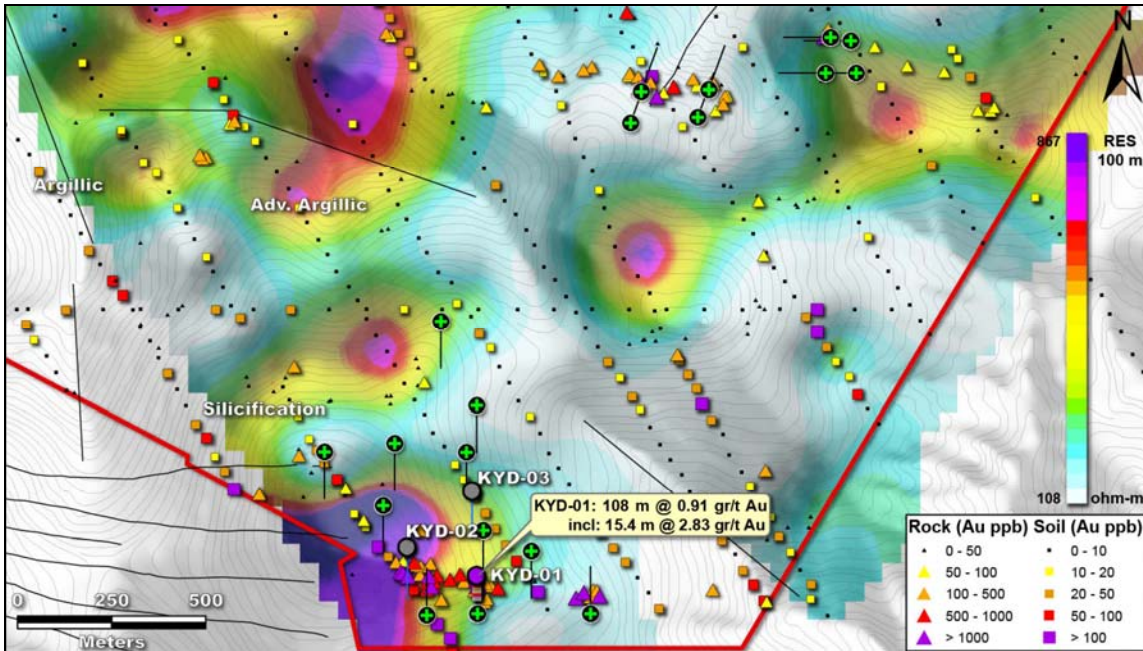 N
867
RES
100 m
Argillic
Adv. Argillic
Silicification
KYD-03
KYD-01: 108 m @ 0.91 gr/t Au
incl: 15.4 m @ 2.83 gr/t Au
KYD-02
KYD-01
108
ohm-m
0 250 500
Meters
Rock (Au ppb) Soil (Au ppb)
0 - 50 0 - 10
50 - 100 10 - 20
100 - 500 20 - 50
500 - 1000 50 - 100
> 1000 > 100